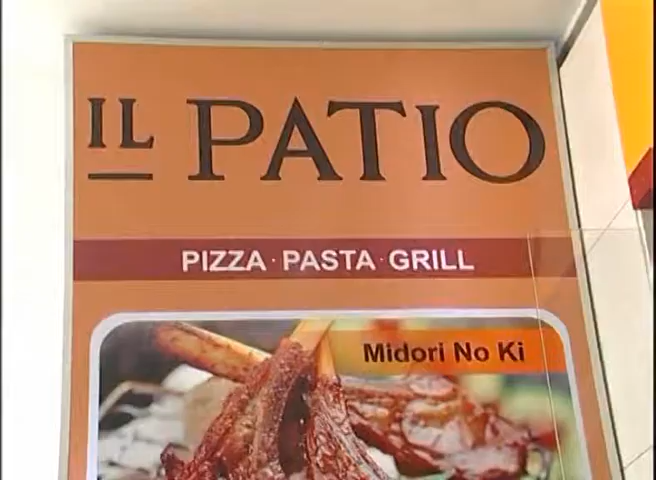 IL PATIO
PIZZA · PASTA · GRILL
Midori No Ki